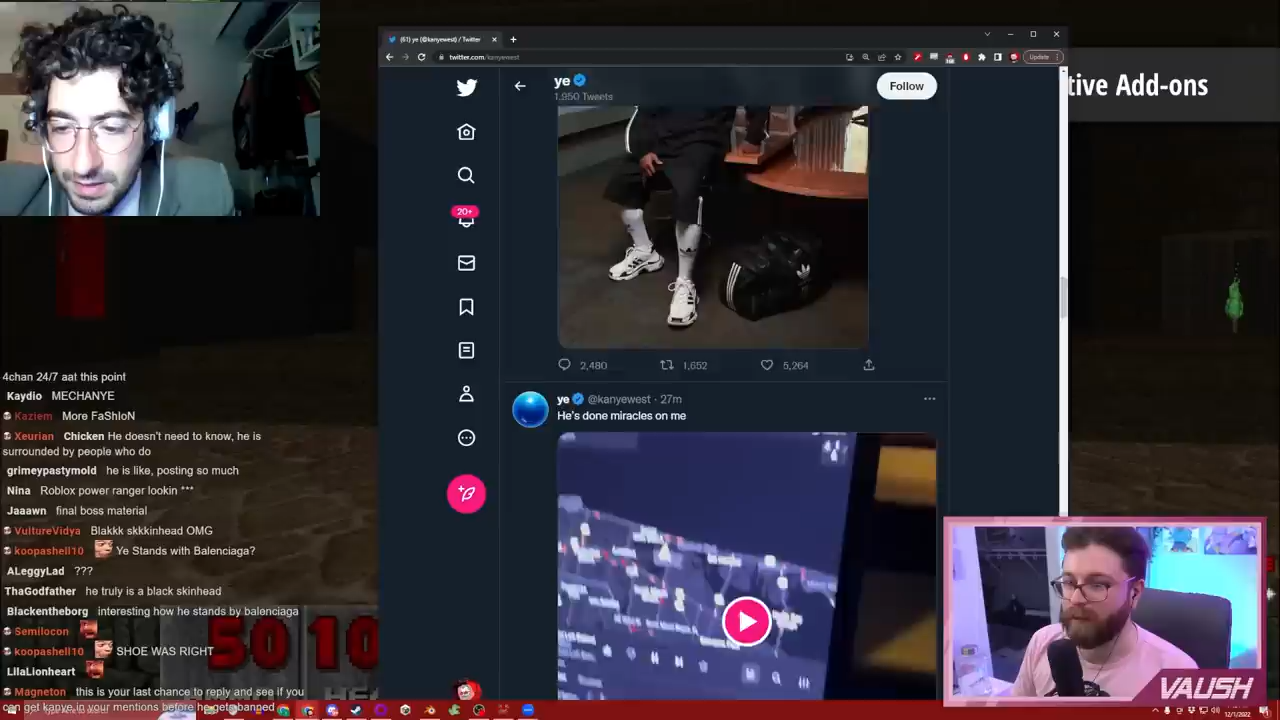 (61) ye (@kanyewest) / Twitter
twitter.com/kanyewest
Update
tive Add-ons
ye
1,950 Tweets
Follow
20+
2,480
1,652
5,264
ye @kanyewest · 27m
He's done miracles on me
4chan 24/7 aat this point
Kaydio MECHANYE
Kaziem More FaShIoN
Xeurian Chicken He doesn't need to know, he is
surrounded by people who do
grimeypastymold he is like, posting so much
Nina Roblox power ranger lookin ***
Jaaawn final boss material
VultureVidya Blakkk skkkinhead OMG
koopashell10 Ye Stands with Balenciaga?
ALeggyLad ???
ThaGodfather he truly is a black skinhead
Blackentheborg interesting how he stands by balenciaga
Semilocon
koopashell10 SHOE WAS RIGHT
LilaLionheart
Magneton this is your last chance to reply and see if you
can get kanye in your mentions before he gets banned
50 10
VAUSH
12/1/2022